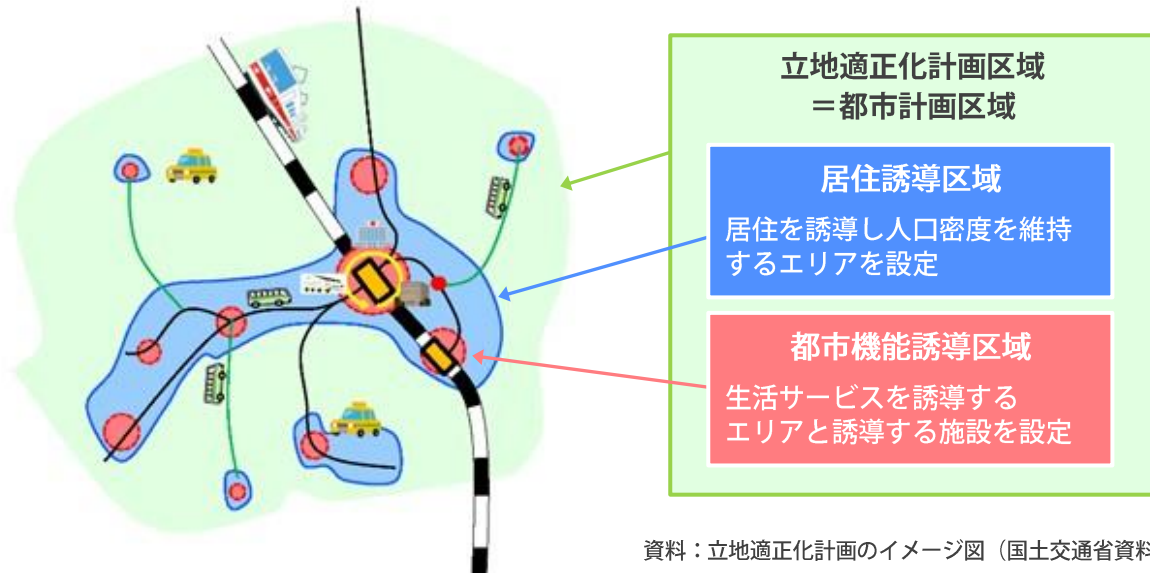 立地適正化計画区域
＝都市計画区域
居住誘導区域
居住を誘導し人口密度を維持
するエリアを設定
都市機能誘導区域
生活サービスを誘導する
エリアと誘導する施設を設定
資料：立地適正化計画のイメージ図（国土交通省資料